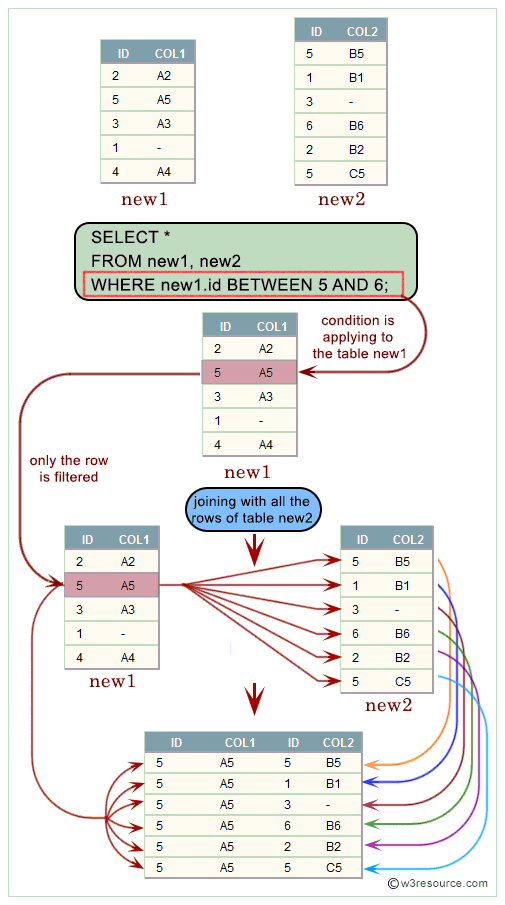 ID COL1
2 A2
5 A5
3 A3
1 -
4 A4
new1
ID COL2
5 B5
1 B1
3 -
6 B6
2 B2
5 C5
new2
SELECT *
FROM new1, new2
WHERE new1.id BETWEEN 5 AND 6;
condition is
applying to
the table new1
ID COL1
2 A2
5 A5
3 A3
1 -
4 A4
new1
only the row
is filtered
joining with all the
rows of table new2
ID COL1
2 A2
5 A5
3 A3
1 -
4 A4
new1
ID COL2
5 B5
1 B1
3 -
6 B6
2 B2
5 C5
new2
ID COL1 ID COL2
5 A5 5 B5
5 A5 1 B1
5 A5 3 -
5 A5 6 B6
5 A5 2 B2
5 A5 5 C5
©w3resource.com